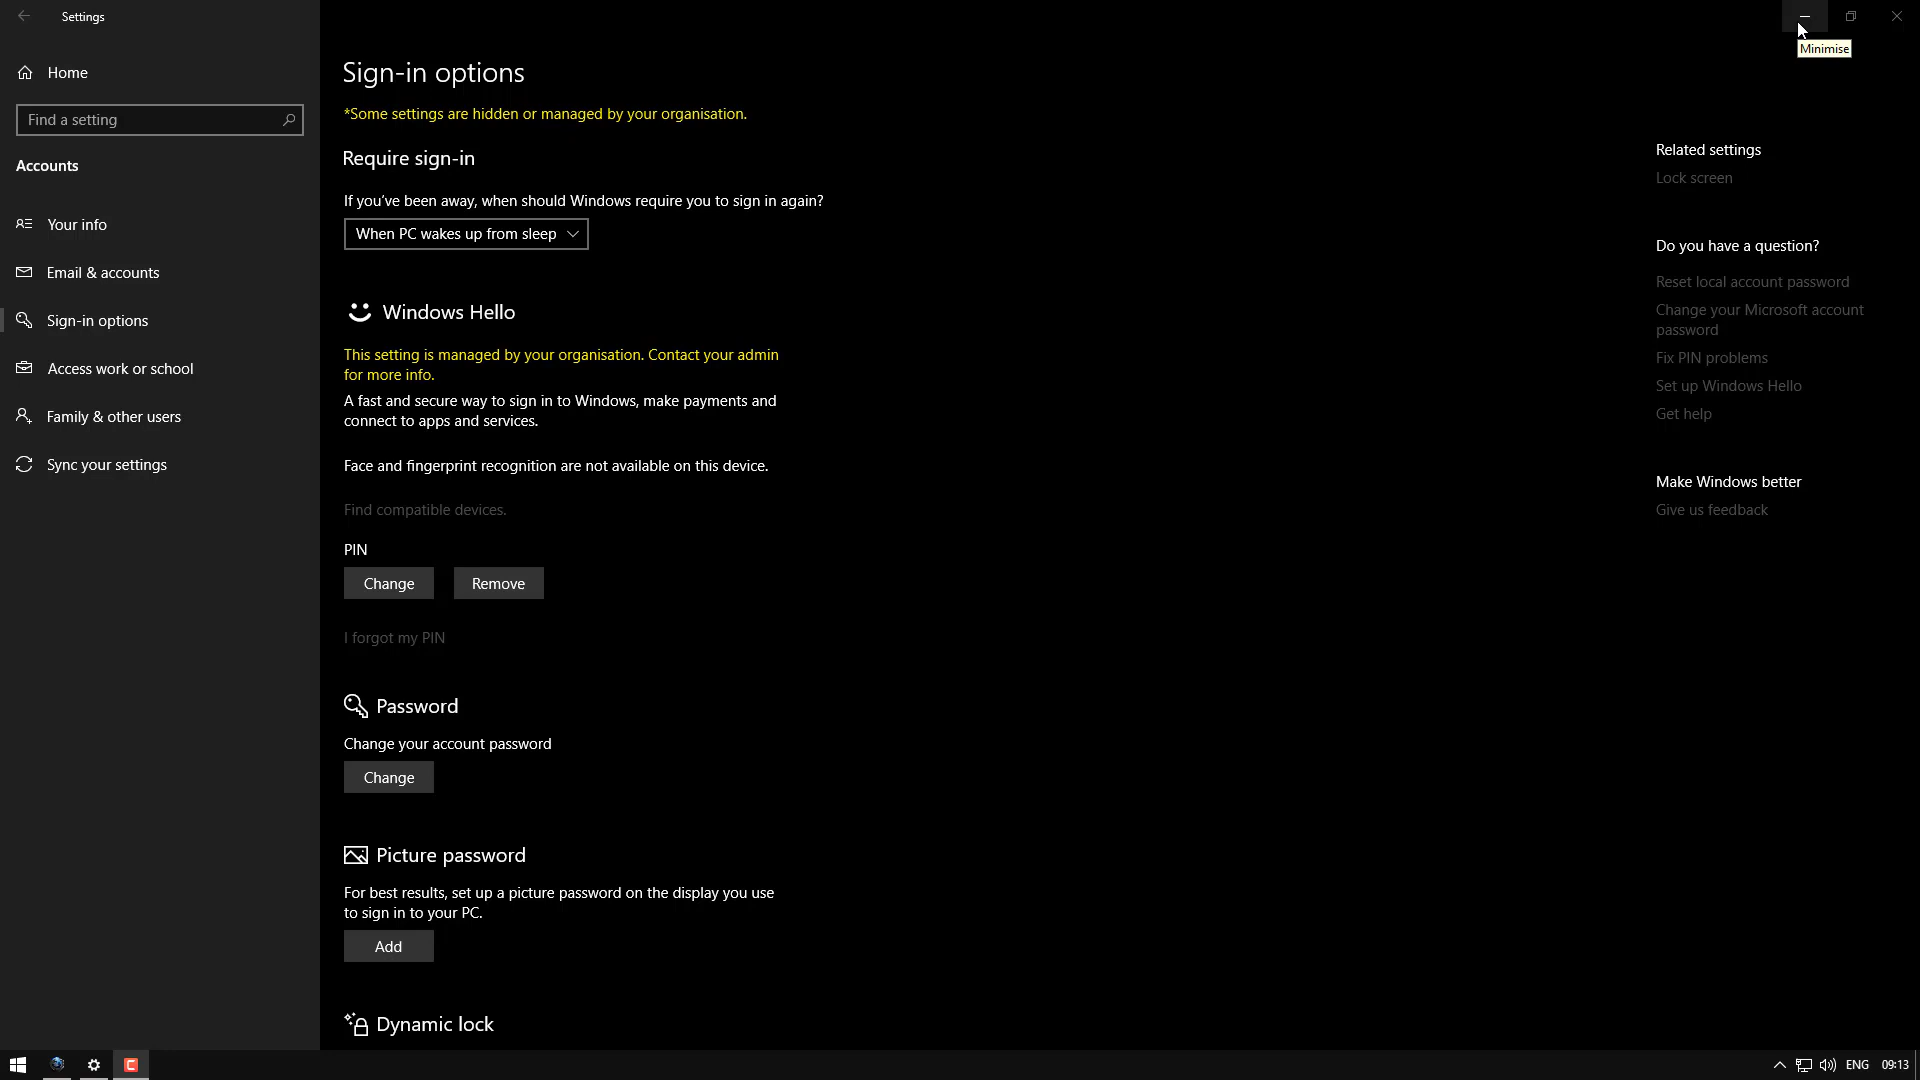 Settings
Minimise
Home
Find a setting
Accounts
Your info
Email & accounts
Sign-in options
Access work or school
Family & other users
Sync your settings
Sign-in options
*Some settings are hidden or managed by your organisation.
Require sign-in
If you've been away, when should Windows require you to sign in again?
When PC wakes up from sleep
Windows Hello
This setting is managed by your organisation. Contact your admin
for more info.
A fast and secure way to sign in to Windows, make payments and
connect to apps and services.
Face and fingerprint recognition are not available on this device.
Find compatible devices.
PIN
Change Remove
I forgot my PIN
Password
Change your account password
Change
Picture password
For best results, set up a picture password on the display you use
to sign in to your PC.
Add
Dynamic lock
Related settings
Lock screen
Do you have a question?
Reset local account password
Change your Microsoft account
password
Fix PIN problems
Set up Windows Hello
Get help
Make Windows better
Give us feedback
C
ENG 09:13